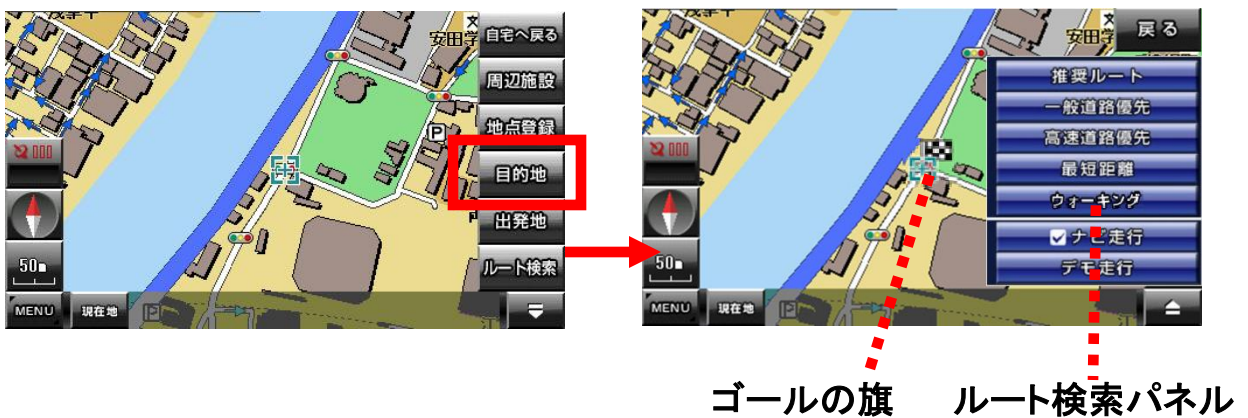 文
安田学
自宅へ戻る
周辺施設
地点登録
P
目的地
出発地
ルート検索
50m
MENU
現在地
P
文
安田学
戻る
推奨ルート
一般道路優先
高速道路優先
最短距離
ウォーキング
ナビ走行
デモ走行
50m
MENU
現在地
P
ゴールの旗
ルート検索パネル